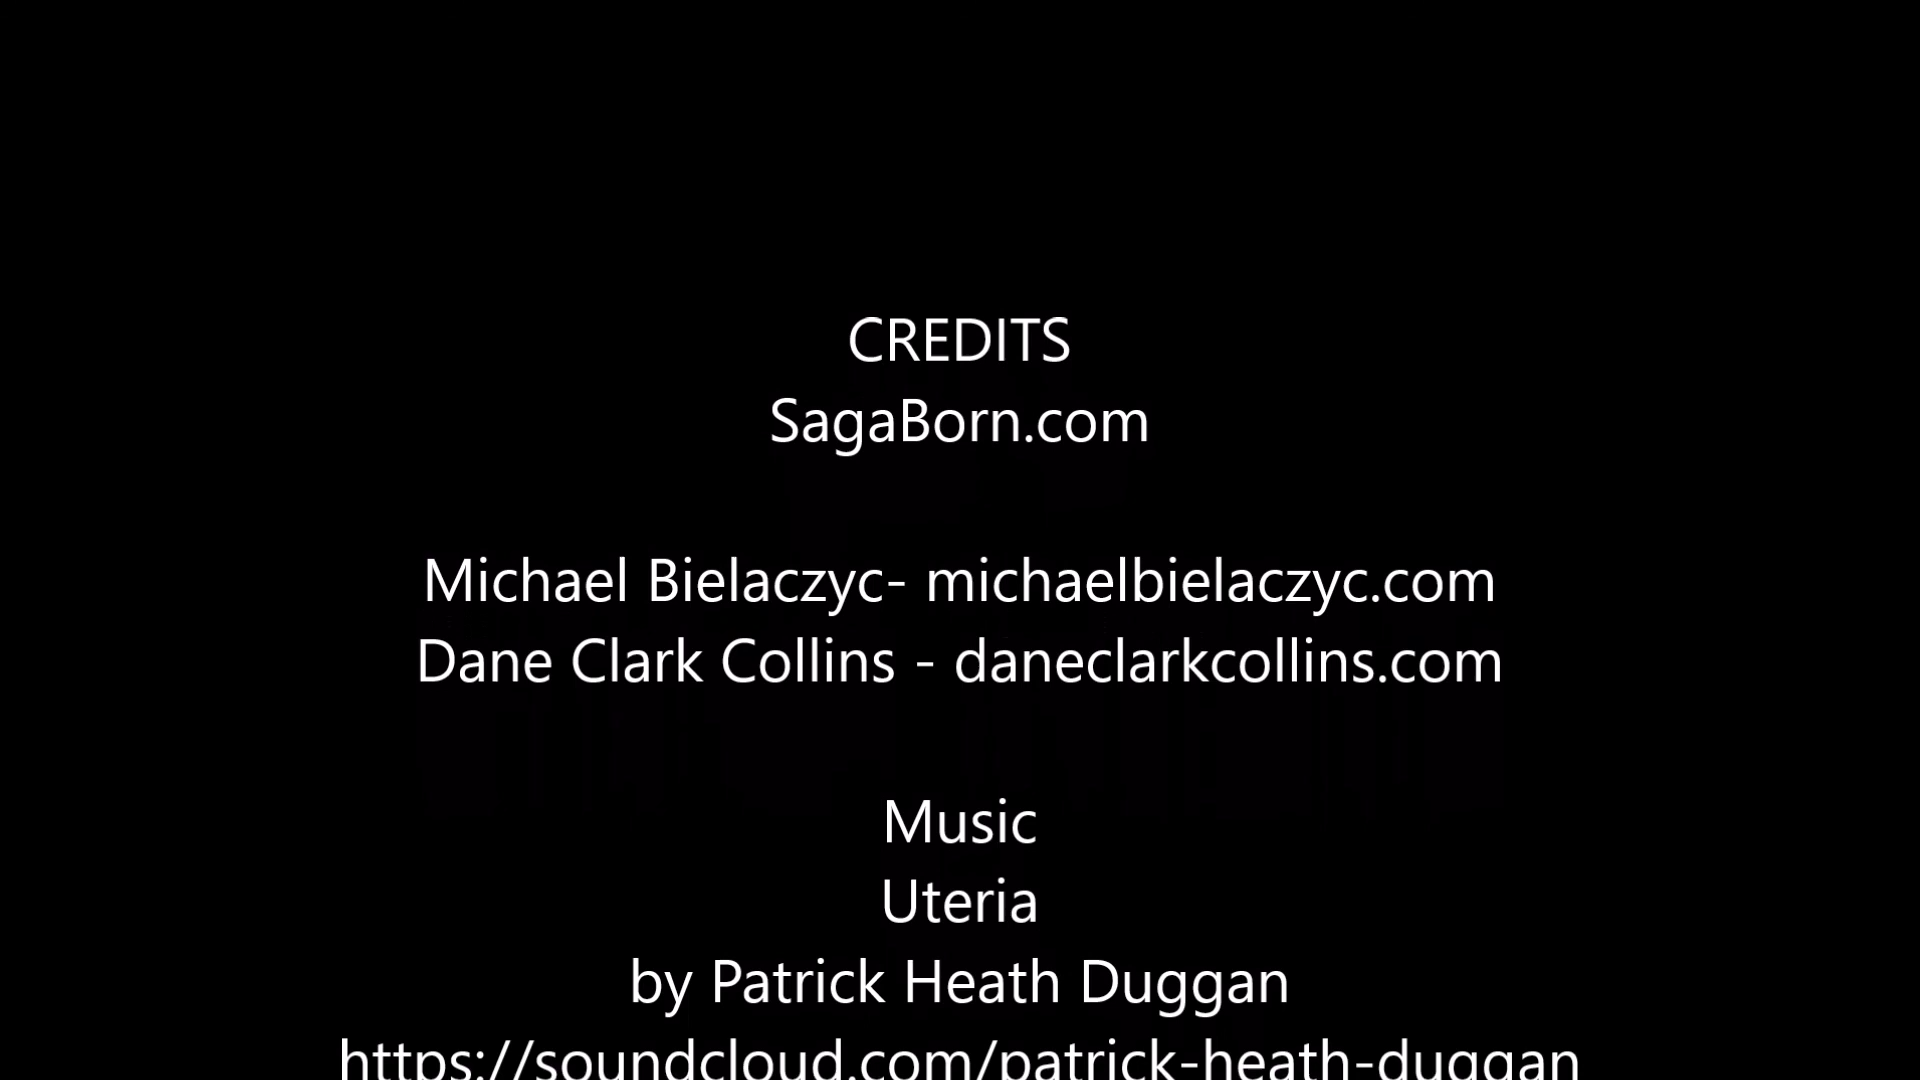 CREDITS
SagaBorn.com
Michael Bielaczyc- michaelbielaczyc.com
Dane Clark Collins - daneclarkcollins.com
Music
Uteria
by Patrick Heath Duggan
https://soundcloud.com/patrick-heath-duggan